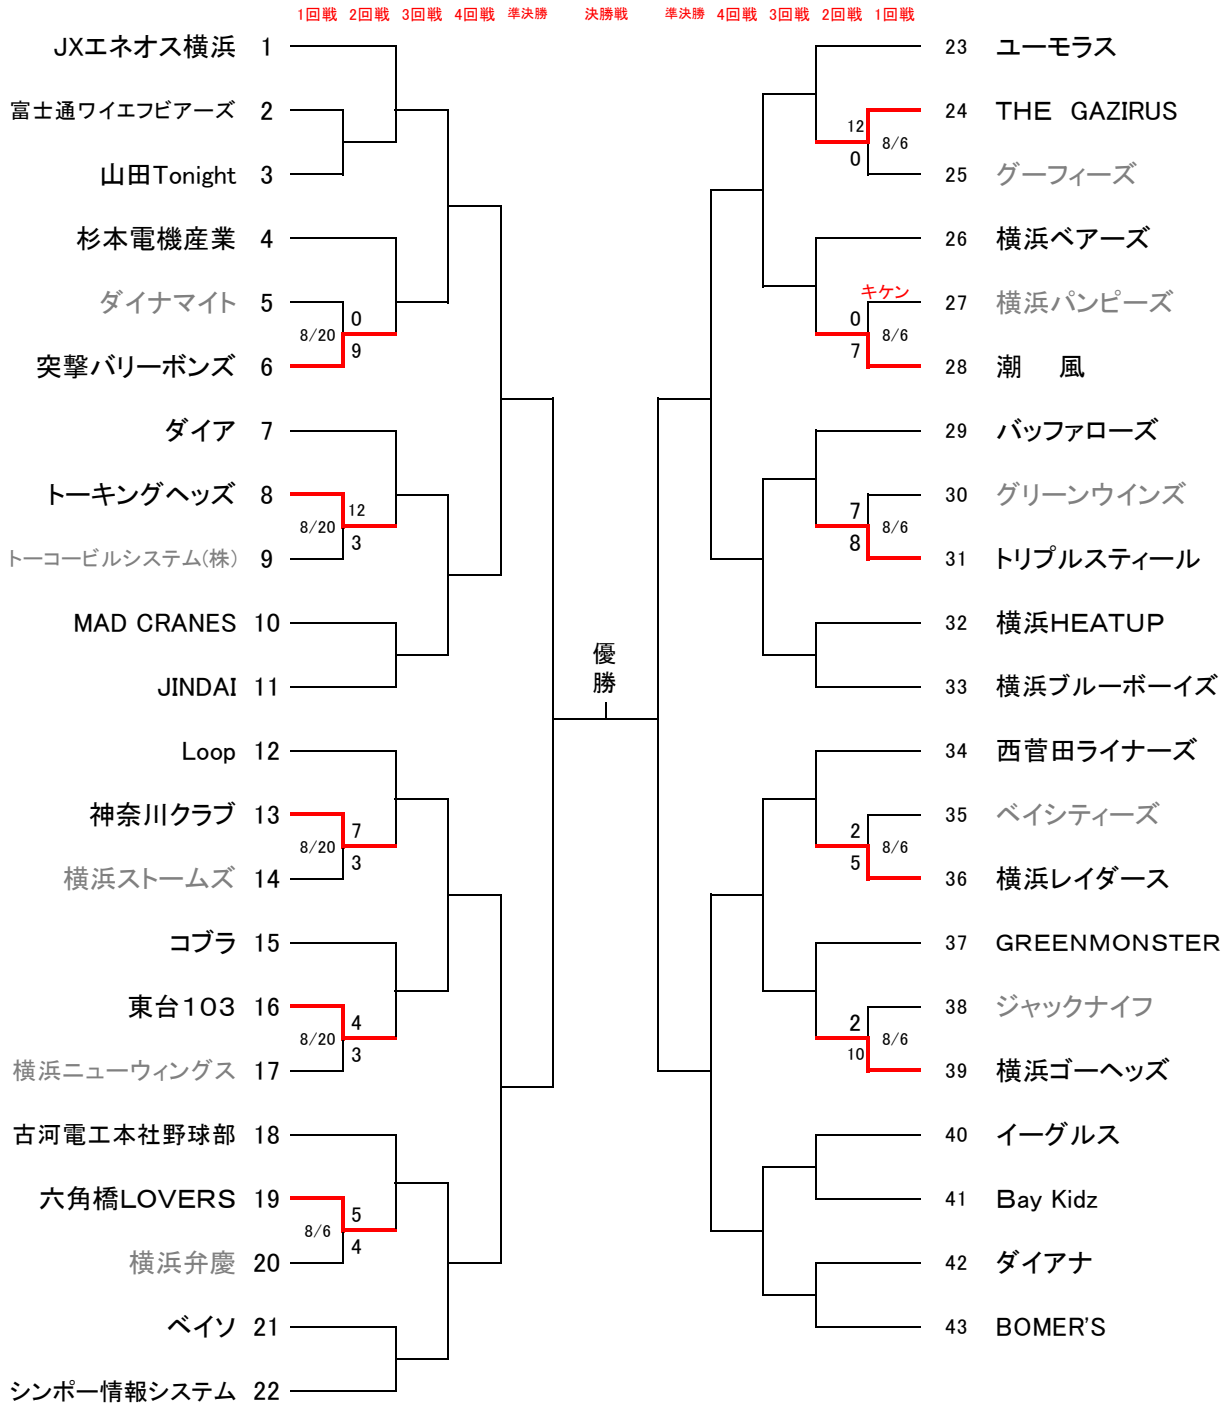 1回戦 2回戦 3回戦 4回戦 準決勝 決勝戦 準決勝 4回戦 3回戦 2回戦 1回戦
JXエネオス横浜 1
富士通ワイエフビアーズ 2
山田Tonight 3
杉本電機産業 4
ダイナマイト 5
8/20 0
9
突撃バリーボンズ 6
ダイア 7
トーキングヘッズ 8
8/20 12
3
トーコービルシステム(株) 9
MAD CRANES 10
JINDAI 11
Loop 12
神奈川クラブ 13
8/20 7
3
横浜ストームズ 14
コブラ 15
東台103 16
8/20 4
3
横浜ニューウィングス 17
古河電工本社野球部 18
六角橋LOVERS 19
8/6 5
4
横浜弁慶 20
ベイソ 21
シンポー情報システム 22
優
勝
23 ユーモラス
24 THE GAZIRUS
12 8/6
0
25 グーフィーズ
26 横浜ベアーズ
キケン
27 横浜パンピーズ
0 8/6
7
28 潮 風
29 バッファローズ
30 グリーンウインズ
7 8/6
8
31 トリプルスティール
32 横浜HEATUP
33 横浜ブルーボーイズ
34 西菅田ライナーズ
35 ベイシティーズ
2 8/6
5
36 横浜レイダース
37 GREENMONSTER
38 ジャックナイフ
2 8/6
10
39 横浜ゴーヘッズ
40 イーグルス
41 Bay Kidz
42 ダイアナ
43 BOMER'S